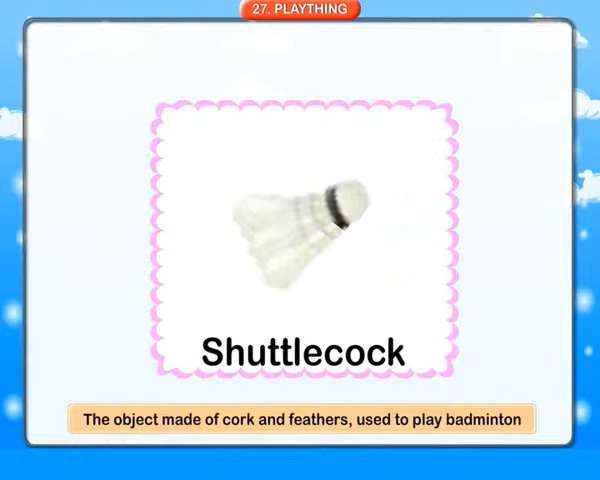 27. PLAYTHING
Shuttlecock
The object made of cork and feathers, used to play badminton